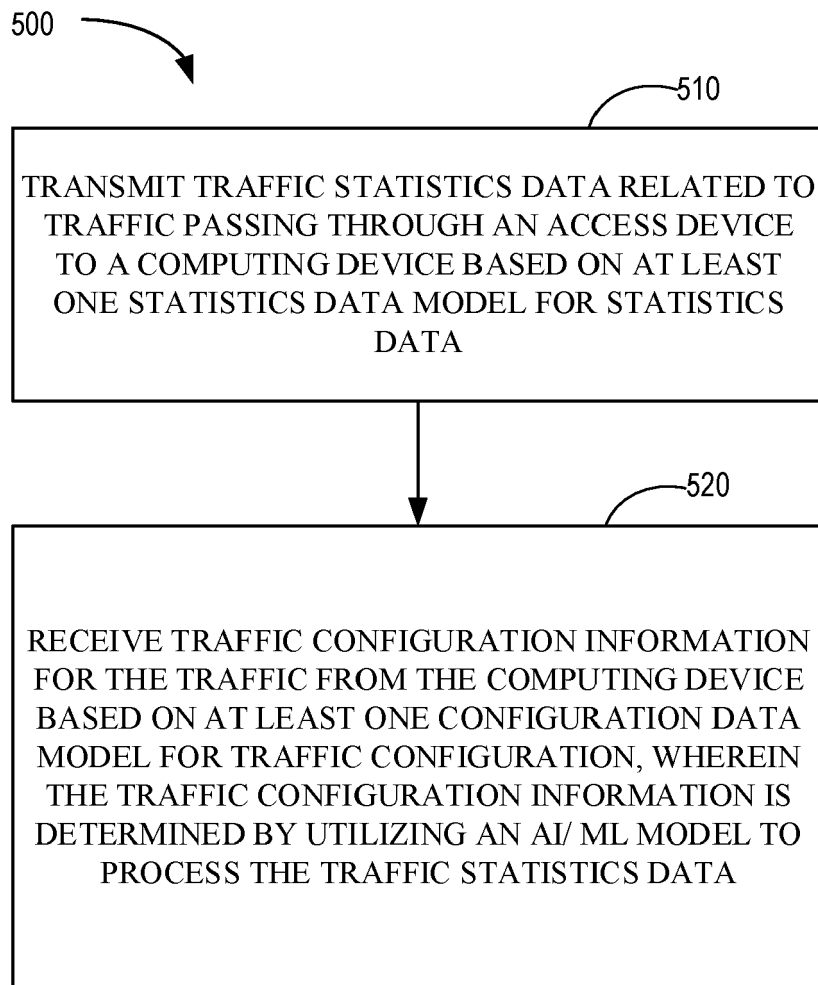 500
510
TRANSMIT TRAFFIC STATISTICS DATA RELATED TO
TRAFFIC PASSING THROUGH AN ACCESS DEVICE
TO A COMPUTING DEVICE BASED ON AT LEAST
ONE STATISTICS DATA MODEL FOR STATISTICS
DATA
520
RECEIVE TRAFFIC CONFIGURATION INFORMATION
FOR THE TRAFFIC FROM THE COMPUTING DEVICE
BASED ON AT LEAST ONE CONFIGURATION DATA
MODEL FOR TRAFFIC CONFIGURATION, WHEREIN
THE TRAFFIC CONFIGURATION INFORMATION IS
DETERMINED BY UTILIZING AN AI/ ML MODEL TO
PROCESS THE TRAFFIC STATISTICS DATA